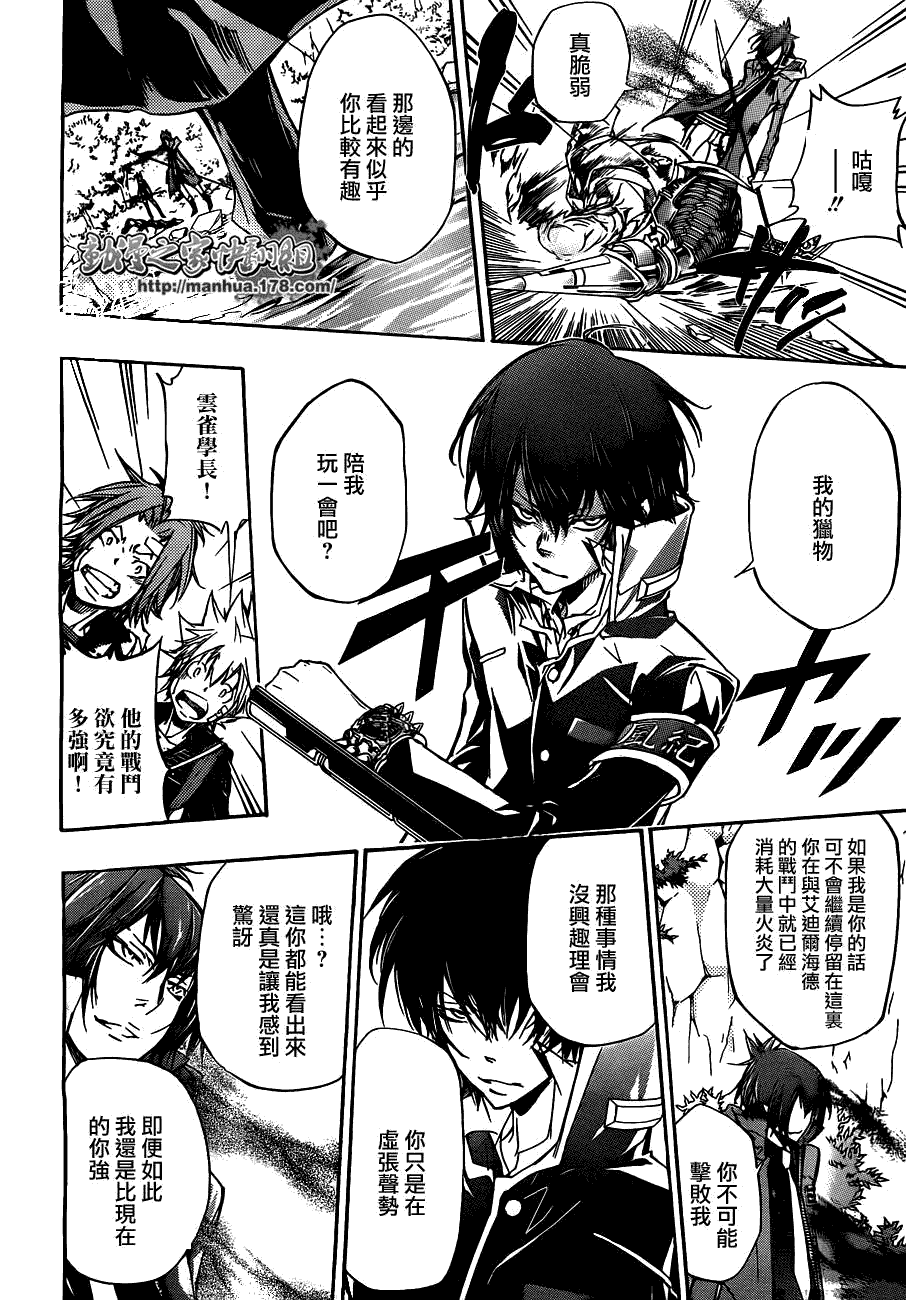 咕嘎
——!!
真脆弱
ドドド
那邊的
看起來似乎
你比較有趣
動漫之家情動組
http://manhua.178.com/
我的獵物
陪我
玩一會吧?
風紀
雲雀學長!
他的戰鬥
欲究竟有
多強啊!
如果我是你的話
可不會繼續停留在這裏
你在與艾迪爾海德
的戰鬥中就已經
消耗大量火炎了
你不可能
擊敗我
那種事情我
沒興趣理會
你只是在
虛張聲勢
哦…?
這你都能看出來
還真是讓我感到
驚訝
即便如此
我還是比現在
的你強